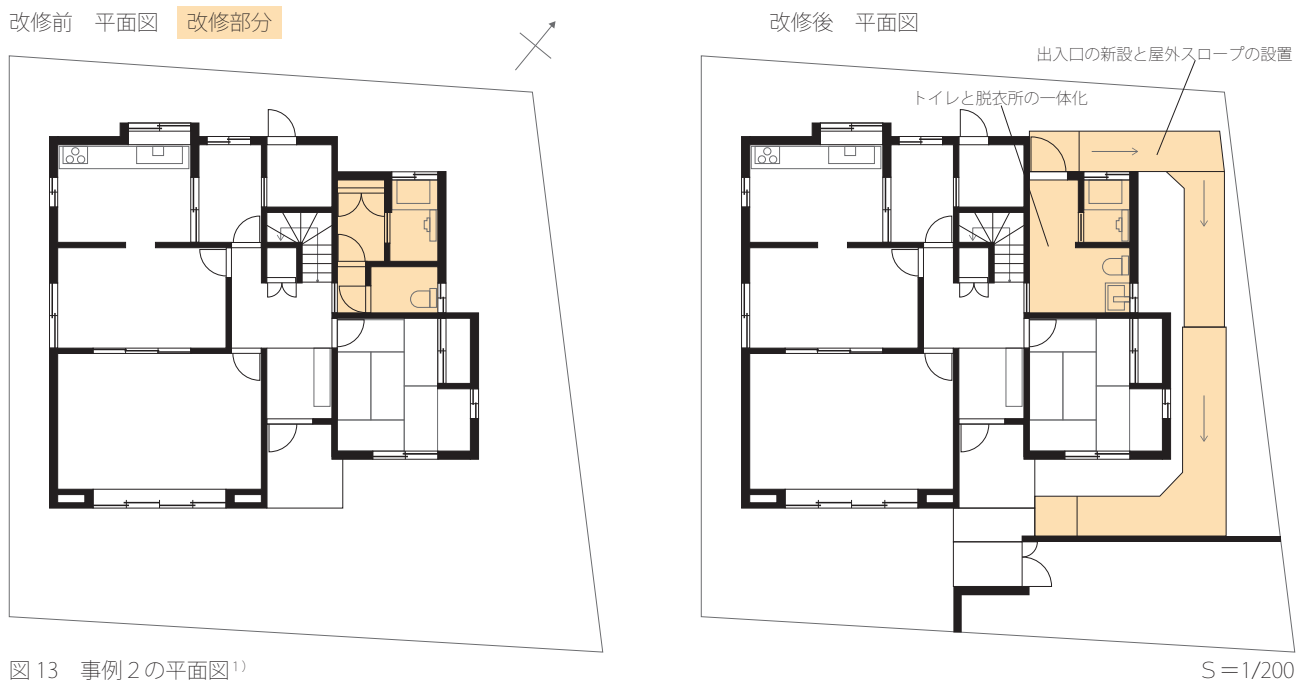 改修前　平面図　改修部分
改修後　平面図
出入口の新設と屋外スロープの設置
トイレと脱衣所の一体化
図 13　事例 2 の平面図1)
S＝1/200